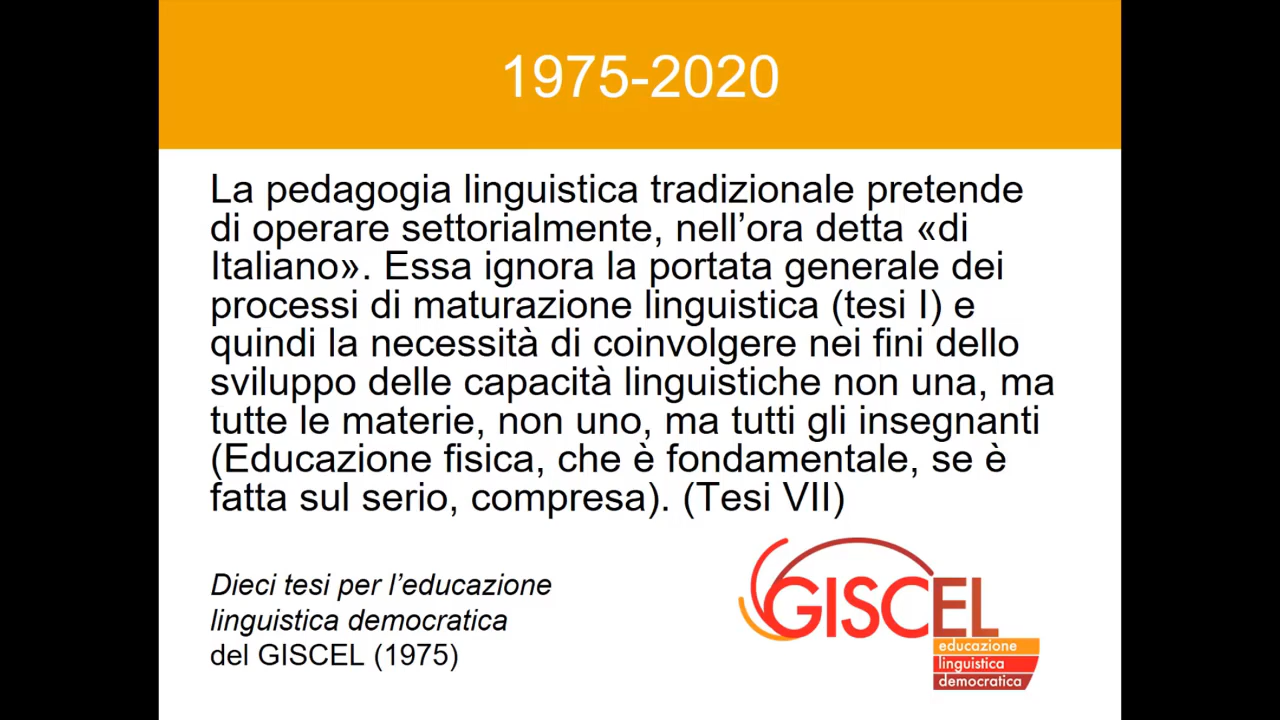 1975-2020
La pedagogia linguistica tradizionale pretende
di operare settorialmente, nell’ora detta «di
Italiano». Essa ignora la portata generale dei
processi di maturazione linguistica (tesi I) e
quindi la necessità di coinvolgere nei fini dello
sviluppo delle capacità linguistiche non una, ma
tutte le materie, non uno, ma tutti gli insegnanti
(Educazione fisica, che è fondamentale, se è
fatta sul serio, compresa). (Tesi VII)
Dieci tesi per l’educazione
linguistica democratica
del GISCEL (1975)
GISCEL
educazione
linguistica
democratica